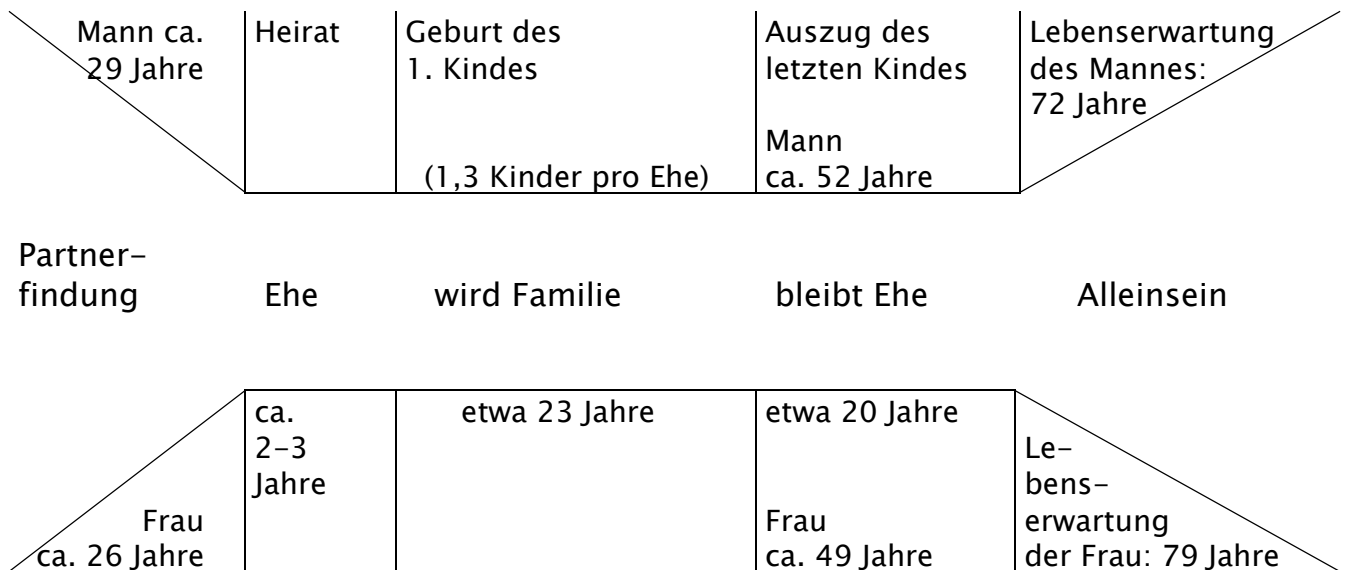 Mann ca.
29 Jahre
Heirat
Geburt des
1. Kindes
(1,3 Kinder pro Ehe)
Auszug des
letzten Kindes
Mann
ca. 52 Jahre
Lebenserwartung
des Mannes:
72 Jahre
Partner-
findung
Ehe
wird Familie
bleibt Ehe
Alleinsein
Frau
ca. 26 Jahre
ca.
2-3
Jahre
etwa 23 Jahre
etwa 20 Jahre
Frau
ca. 49 Jahre
Le-
bens-
erwartung
der Frau: 79 Jahre